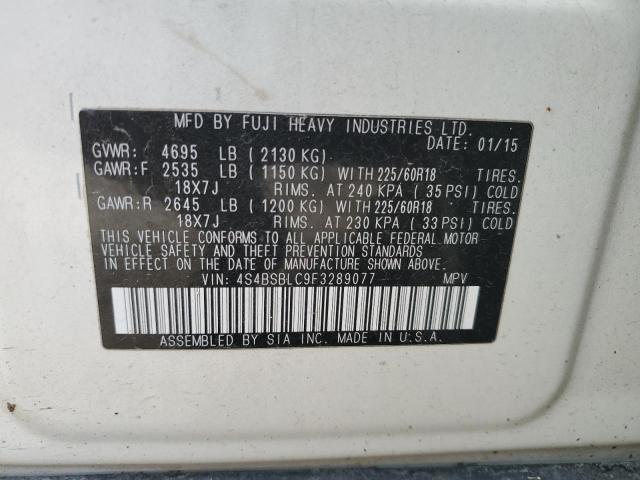 MFD BY FUJI HEAVY INDUSTRIES LTD.
DATE: 01/15
GVWR: 4695 LB ( 2130 KG)
GAWR:F 2535 LB ( 1150 KG) WITH 225/60R18 TIRES.
18X7J RIMS. AT 240 KPA ( 35 PSI) COLD
GAWR:R 2645 LB ( 1200 KG) WITH 225/60R18 TIRES.
18X7J RIMS. AT 230 KPA ( 33 PSI) COLD
THIS VEHICLE CONFORMS TO ALL APPLICABLE FEDERAL MOTOR
VEHICLE SAFETY AND THEFT PREVENTION STANDARDS
IN EFFECT ON THE DATE OF MANUFACTURE SHOWN ABOVE.
VIN: 4S4BSBLC9F3289077 MPV
ASSEMBLED BY SIA INC. MADE IN U.S.A.